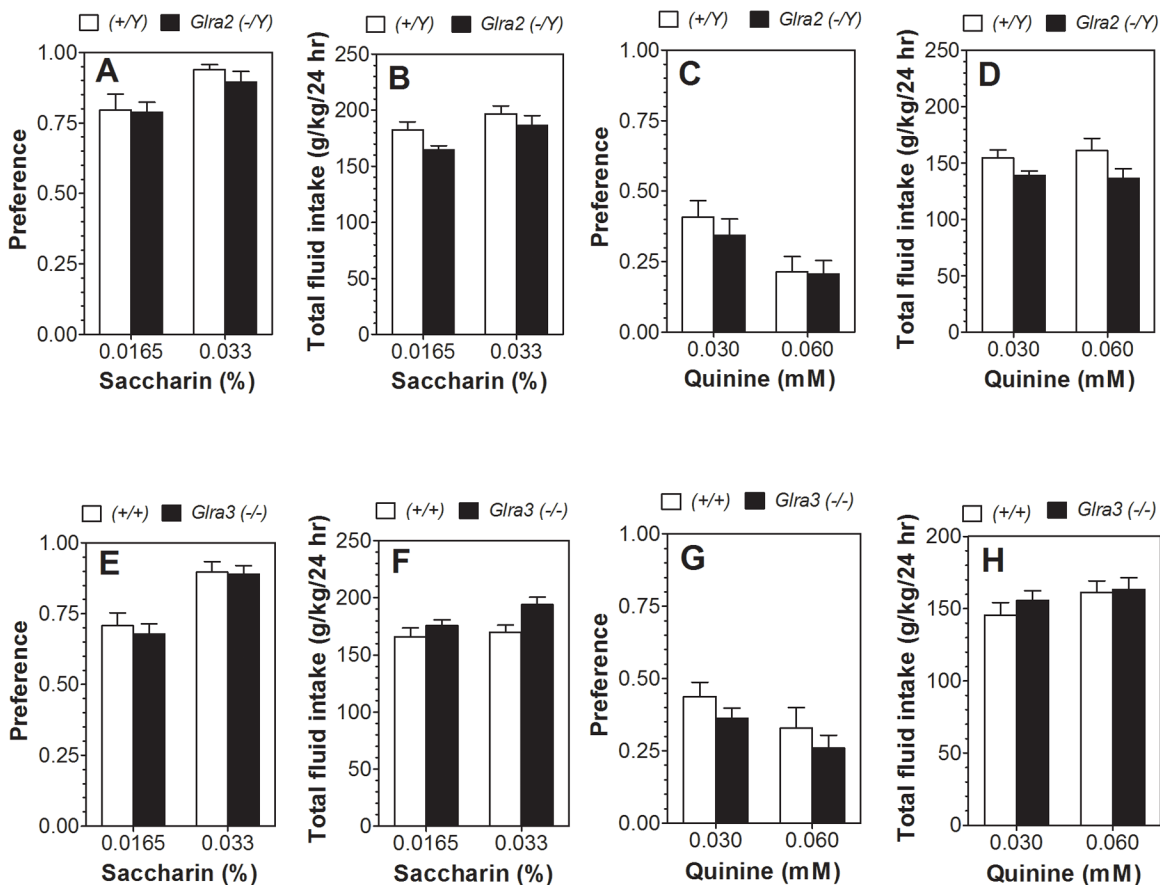 (+/Y) Glra2 (-/Y)
A
Preference
1.00
0.75
0.50
0.25
0.00
0.0165 0.033
Saccharin (%)
(+/Y) Glra2 (-/Y)
B
Total fluid intake (g/kg/24 hr)
250
200
150
100
50
0
0.0165 0.033
Saccharin (%)
(+/Y) Glra2 (-/Y)
C
Preference
1.00
0.75
0.50
0.25
0.00
0.030 0.060
Quinine (mM)
(+/Y) Glra2 (-/Y)
D
Total fluid intake (g/kg/24 hr)
250
200
150
100
50
0
0.030 0.060
Quinine (mM)
(+/+) Glra3 (-/-)
E
Preference
1.00
0.75
0.50
0.25
0.00
0.0165 0.033
Saccharin (%)
(+/+) Glra3 (-/-)
F
Total fluid intake (g/kg/24 hr)
250
200
150
100
50
0
0.0165 0.033
Saccharin (%)
(+/+) Glra3 (-/-)
G
Preference
1.00
0.75
0.50
0.25
0.00
0.030 0.060
Quinine (mM)
(+/+) Glra3 (-/-)
H
Total fluid intake (g/kg/24 hr)
200
150
100
50
0
0.030 0.060
Quinine (mM)